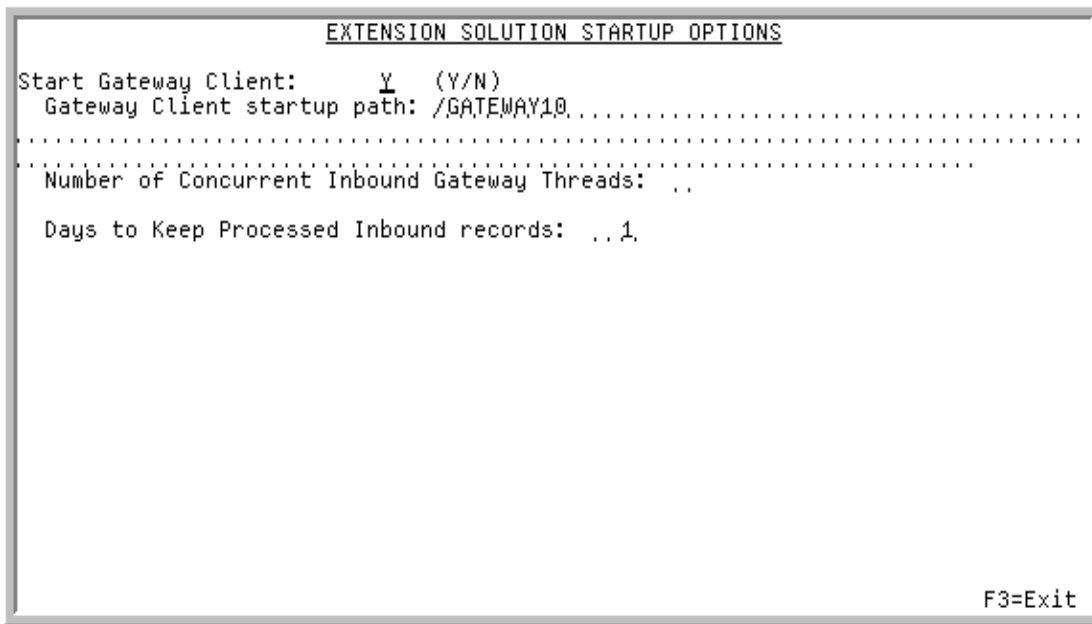 EXTENSION SOLUTION STARTUP OPTIONS
Start Gateway Client: Y (Y/N)
Gateway Client startup path: /GATEWAY10
Number of Concurrent Inbound Gateway Threads:
Days to Keep Processed Inbound records: 1
F3=Exit